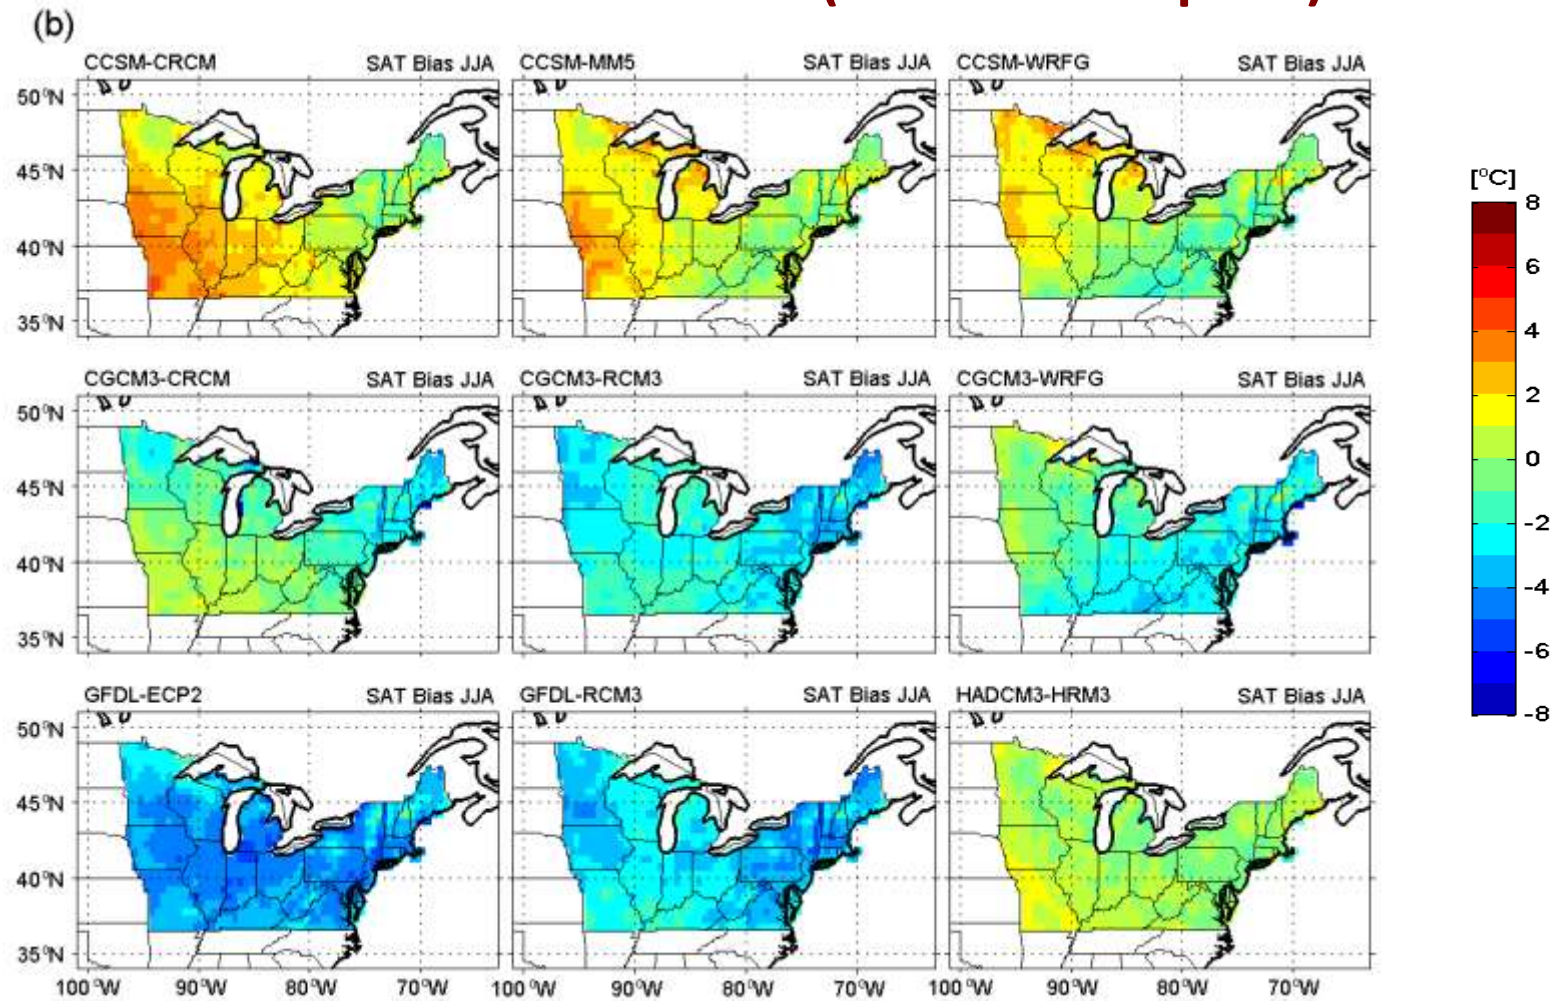 (b)
CCSM-CRCM SAT Bias JJA CCSM-MM5 SAT Bias JJA CCSM-WRFG SAT Bias JJA
50°N
45°N
40°N
35°N
CGCM3-CRCM SAT Bias JJA CGCM3-RCM3 SAT Bias JJA CGCM3-WRFG SAT Bias JJA
50°N
45°N
40°N
35°N
GFDL-ECP2 SAT Bias JJA GFDL-RCM3 SAT Bias JJA HADCM3-HRM3 SAT Bias JJA
50°N
45°N
40°N
35°N
100°W 90°W 80°W 70°W 100°W 90°W 80°W 70°W 100°W 90°W 80°W 70°W
[°C]
8
6
4
2
0
-2
-4
-6
-8